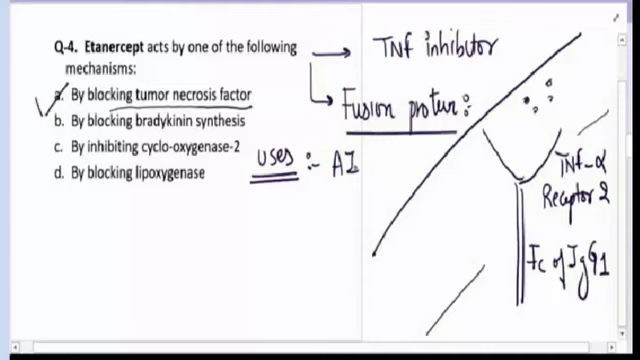 Q-4. Etanercept acts by one of the following
mechanisms:
a. By blocking tumor necrosis factor
b. By blocking bradykinin synthesis
c. By inhibiting cyclo-oxygenase-2
d. By blocking lipoxygenase
TNF inhibitor
Fusion protein :-
Uses :- AI
TNF-α
Receptor 2
Fc of IgG1